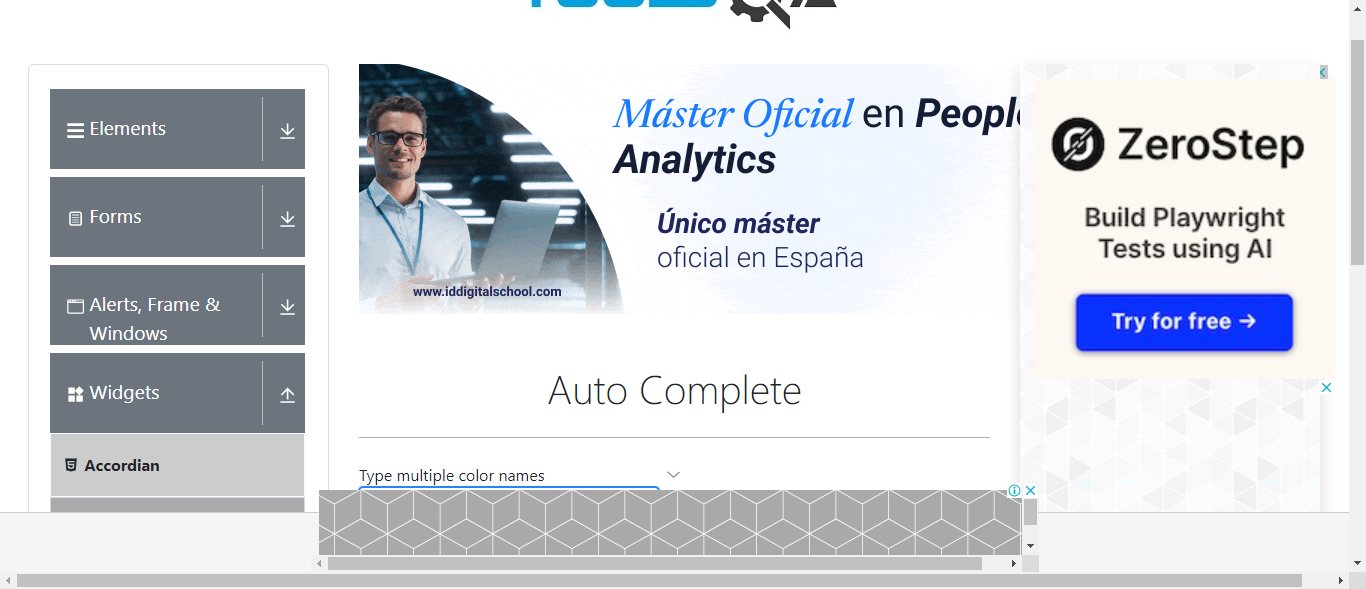 Elements
Forms
Alerts, Frame &
Windows
Widgets
Accordian
Máster Oficial en People
Analytics
Único máster
oficial en España
www.iddigitalschool.com
Auto Complete
Type multiple color names
ZeroStep
Build Playwright
Tests using AI
Try for free →